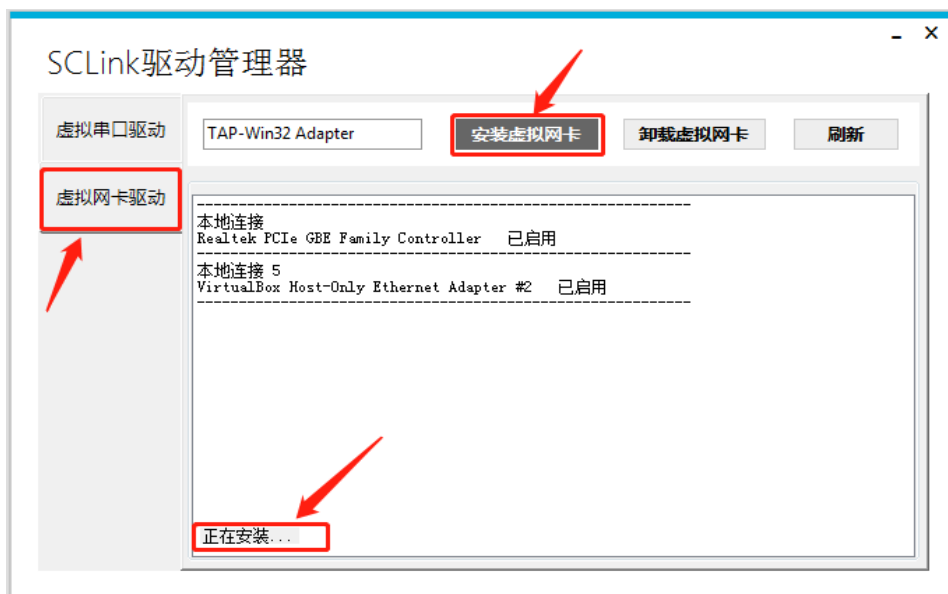 SCLink驱动管理器
虚拟串口驱动
TAP-Win32 Adapter
安装虚拟网卡
卸载虚拟网卡
刷新
虚拟网卡驱动
本地连接
Realtek PCIe GBE Family Controller 已启用
本地连接 5
VirtualBox Host-Only Ethernet Adapter #2 已启用
正在安装...